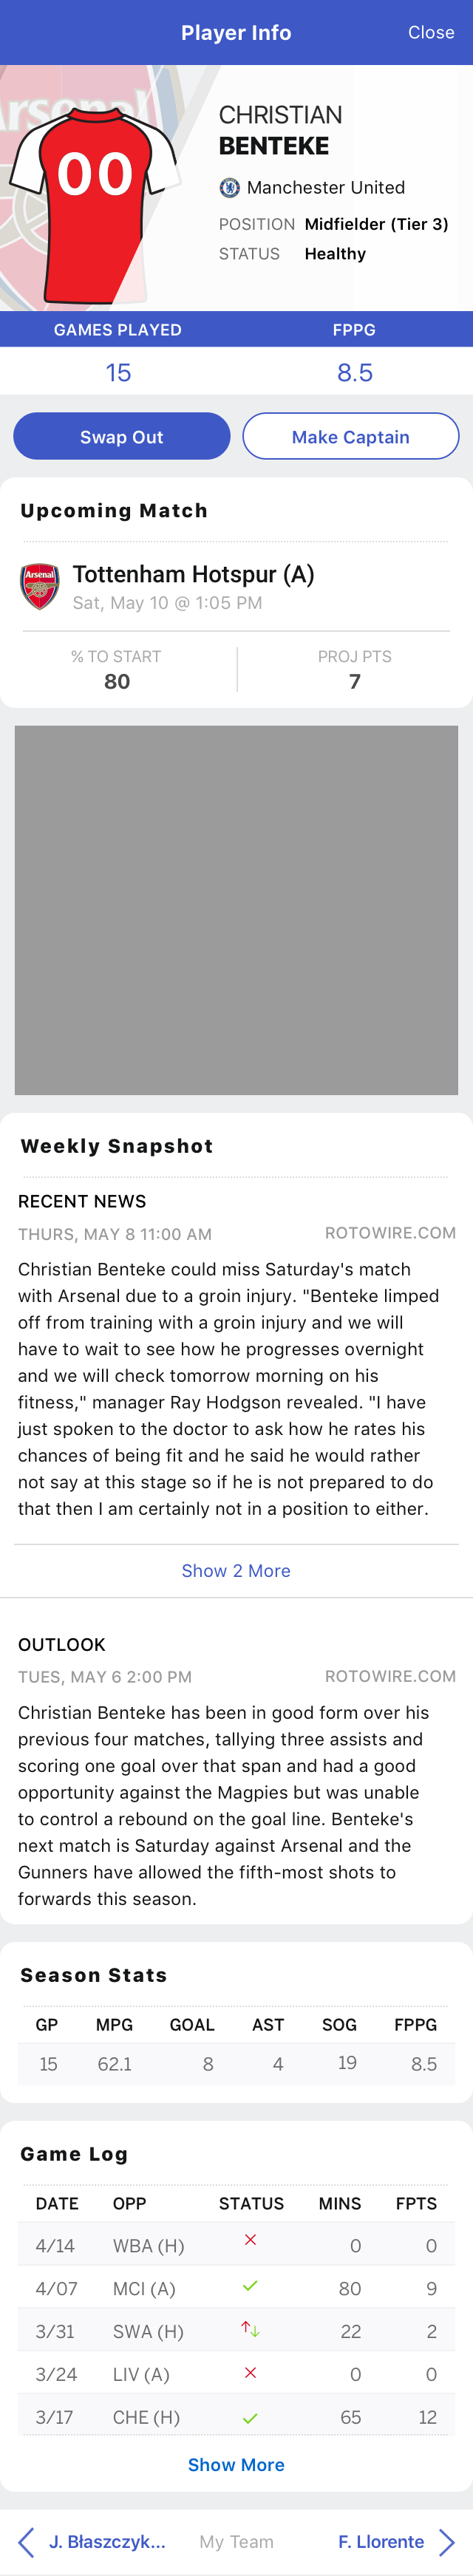 Player Info
Close
Arsenal
00
CHRISTIAN
BENTEKE
Manchester United
POSITION Midfielder (Tier 3)
STATUS Healthy
GAMES PLAYED FPPG
15 8.5
Swap Out Make Captain
Upcoming Match
Arsenal
Tottenham Hotspur (A)
Sat, May 10 @ 1:05 PM
% TO START PROJ PTS
80 7
Weekly Snapshot
RECENT NEWS
THURS, MAY 8 11:00 AM ROTOWIRE.COM
Christian Benteke could miss Saturday's match
with Arsenal due to a groin injury. "Benteke limped
off from training with a groin injury and we will
have to wait to see how he progresses overnight
and we will check tomorrow morning on his
fitness," manager Ray Hodgson revealed. "I have
just spoken to the doctor to ask how he rates his
chances of being fit and he said he would rather
not say at this stage so if he is not prepared to do
that then I am certainly not in a position to either.
Show 2 More
OUTLOOK
TUES, MAY 6 2:00 PM ROTOWIRE.COM
Christian Benteke has been in good form over his
previous four matches, tallying three assists and
scoring one goal over that span and had a good
opportunity against the Magpies but was unable
to control a rebound on the goal line. Benteke's
next match is Saturday against Arsenal and the
Gunners have allowed the fifth-most shots to
forwards this season.
Season Stats
GP MPG GOAL AST SOG FPPG
15 62.1 8 4 19 8.5
Game Log
DATE OPP STATUS MINS FPTS
4/14 WBA (H) 0 0
4/07 MCI (A) 80 9
3/31 SWA (H) 22 2
3/24 LIV (A) 0 0
3/17 CHE (H) 65 12
Show More
J. Błaszczyk... My Team F. Llorente